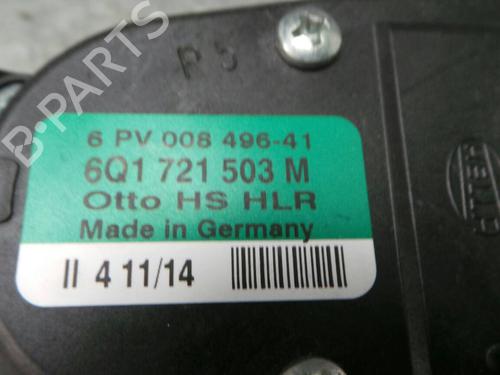 B-PARTS
6 PV 008 496-41
6Q1 721 503 M
Otto HS HLR
Made in Germany
II 4 11/14